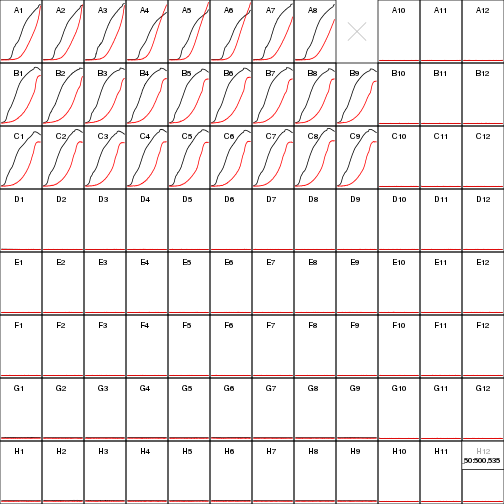 A1 A2 A3 A4 A5 A6 A7 A8 A10 A11 A12
B1 B2 B3 B4 B5 B6 B7 B8 B9 B10 B11 B12
C1 C2 C3 C4 C5 C6 C7 C8 C9 C10 C11 C12
D1 D2 D3 D4 D5 D6 D7 D8 D9 D10 D11 D12
E1 E2 E3 E4 E5 E6 E7 E8 E9 E10 E11 E12
F1 F2 F3 F4 F5 F6 F7 F8 F9 F10 F11 F12
G1 G2 G3 G4 G5 G6 G7 G8 G9 G10 G11 G12
H1 H2 H3 H4 H5 H6 H7 H8 H9 H10 H11 H12